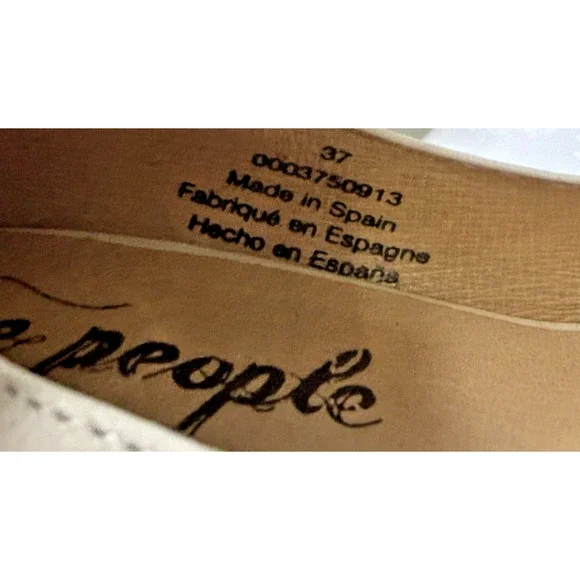 37
0003750913
Made in Spain
Fabriqué en Espagne
Hecho en España
people